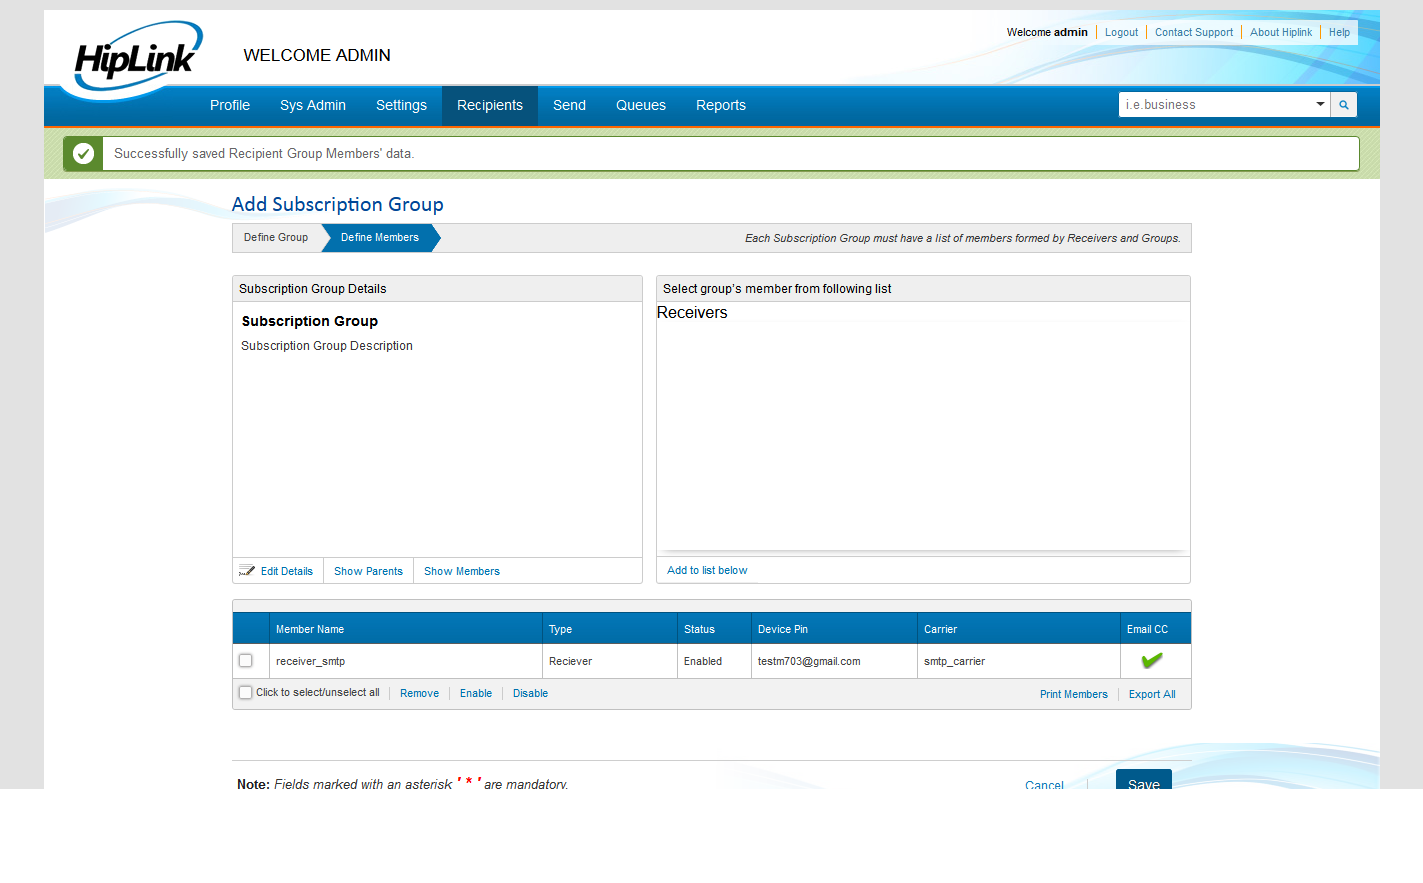 HipLink
WELCOME ADMIN
Welcome admin Logout Contact Support About Hiplink Help
Profile Sys Admin Settings Recipients Send Queues Reports
i.e.business
Successfully saved Recipient Group Members' data.
Add Subscription Group
Define Group Define Members Each Subscription Group must have a list of members formed by Receivers and Groups.
Subscription Group Details
Subscription Group
Subscription Group Description
Edit Details Show Parents Show Members
Select group's member from following list
Receivers
Add to list below
Member Name Type Status Device Pin Carrier Email CC
receiver_smtp Reciever Enabled testm703@gmail.com smtp_carrier
Click to select/unselect all Remove Enable Disable Print Members Export All
Note: Fields marked with an asterisk ' * ' are mandatory. Cancel Save